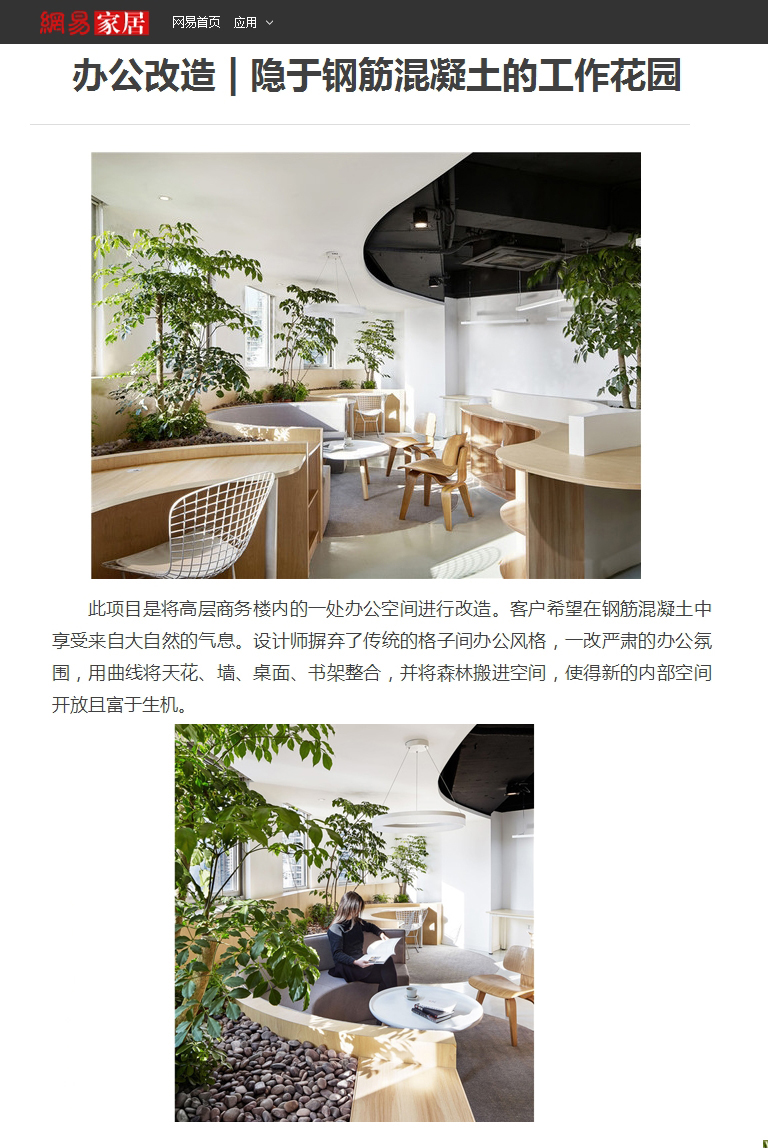 網易家居 网易首页 应用
办公改造 | 隐于钢筋混凝土的工作花园
此项目是将高层商务楼内的一处办公空间进行改造。客户希望在钢筋混凝土中
享受来自大自然的气息。设计师摒弃了传统的格子间办公风格，一改严肃的办公氛
围，用曲线将天花、墙、桌面、书架整合，并将森林搬进空间，使得新的内部空间
开放且富于生机。